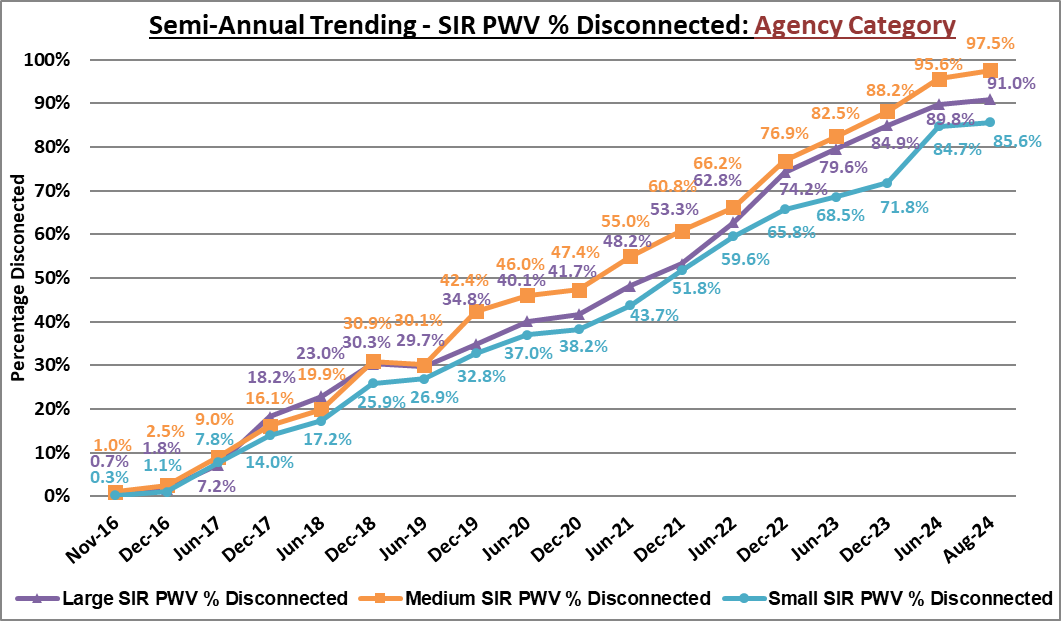 Semi-Annual Trending - SIR PWV % Disconnected: Agency Category
Percentage Disconected
100%
90%
80%
70%
60%
50%
40%
30%
20%
10%
0%
1.0%
0.7%
0.3%
2.5%
1.8%
1.1%
9.0%
7.8%
7.2%
18.2%
16.1%
14.0%
23.0%
19.9%
17.2%
30.9%
30.3%
25.9%
30.1%
29.7%
26.9%
42.4%
34.8%
32.8%
46.0%
40.1%
37.0%
47.4%
41.7%
38.2%
55.0%
48.2%
43.7%
60.8%
53.3%
51.8%
66.2%
62.8%
59.6%
76.9%
74.2%
65.8%
82.5%
79.6%
68.5%
88.2%
84.9%
71.8%
95.6%
89.8%
84.7%
97.5%
91.0%
85.6%
Nov-16
Dec-16
Jun-17
Dec-17
Jun-18
Dec-18
Jun-19
Dec-19
Jun-20
Dec-20
Jun-21
Dec-21
Jun-22
Dec-22
Jun-23
Dec-23
Jun-24
Aug-24
Large SIR PWV % Disconnected
Medium SIR PWV % Disconnected
Small SIR PWV % Disconnected